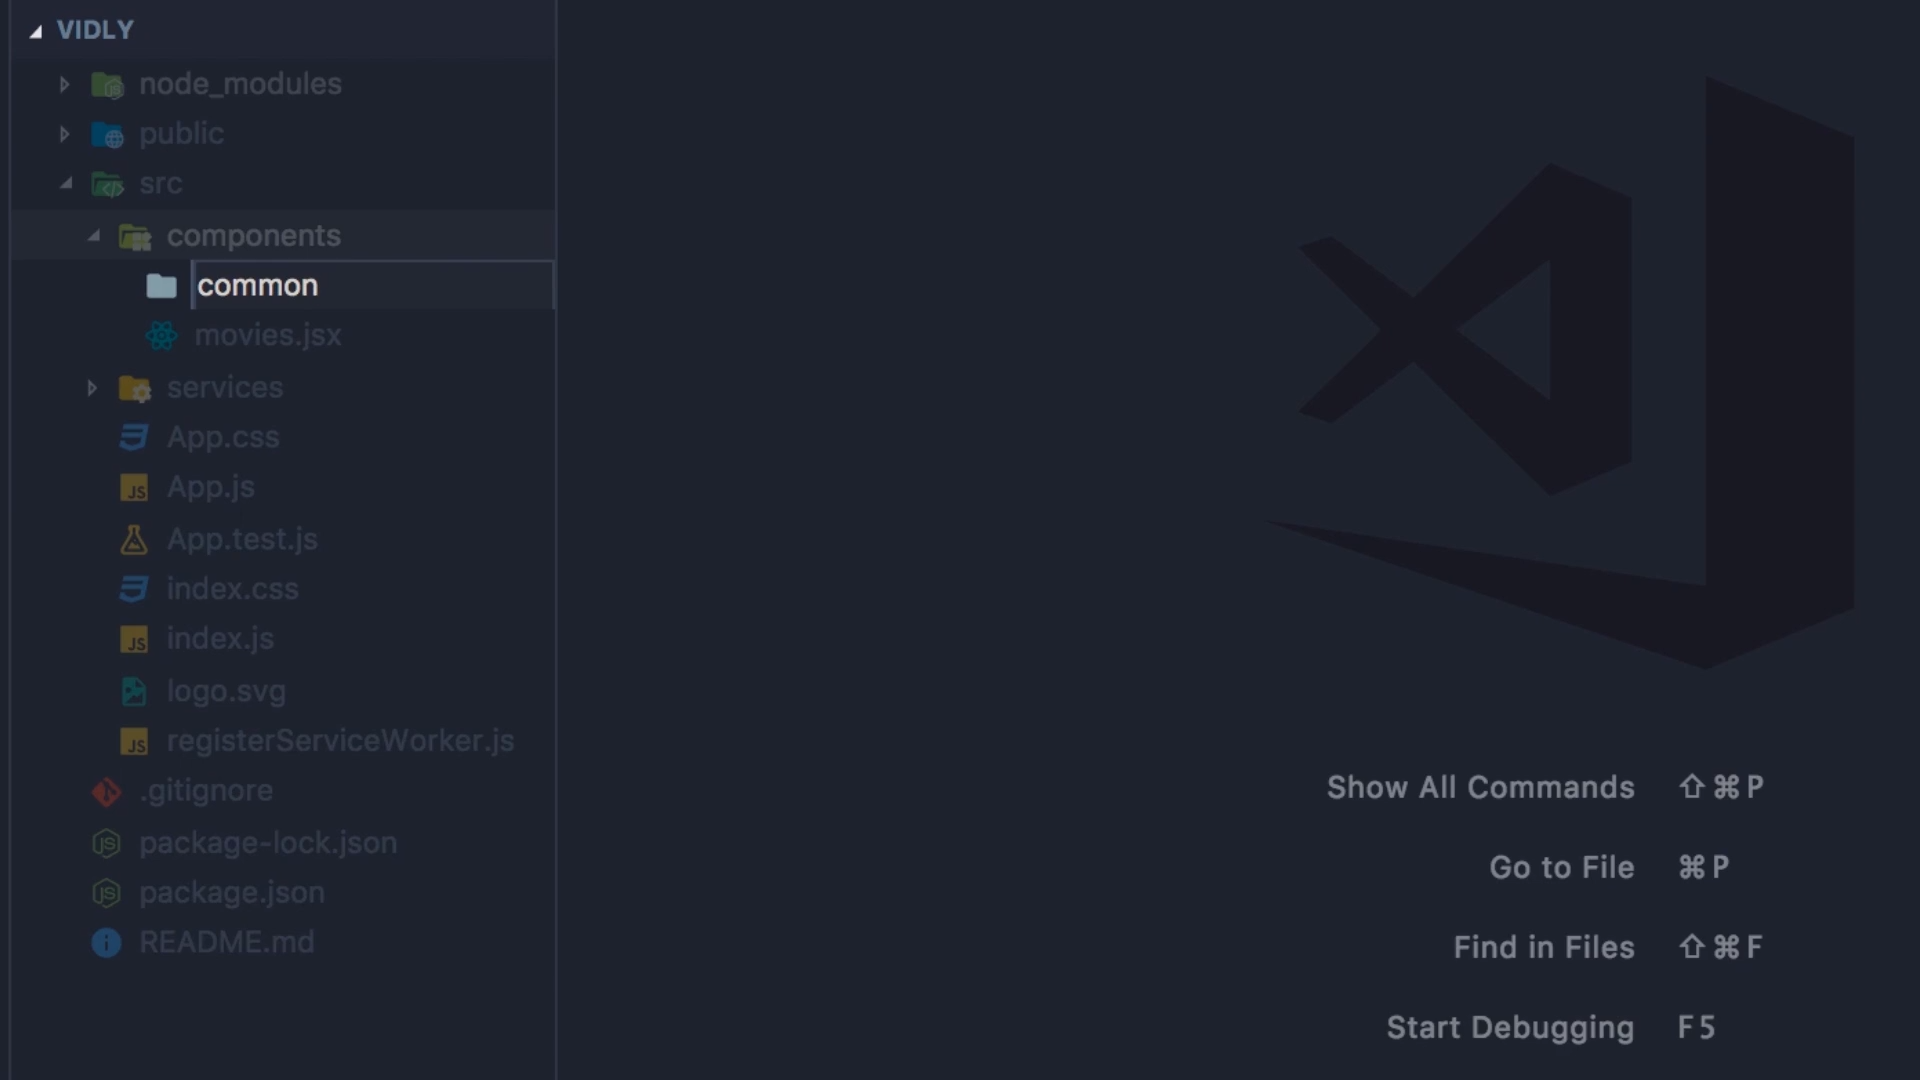 VIDLY
node_modules
public
src
components
common
movies.jsx
services
App.css
App.js
App.test.js
index.css
index.js
logo.svg
registerServiceWorker.js
.gitignore
package-lock.json
package.json
README.md
Show All Commands ⇧⌘P
Go to File ⌘P
Find in Files ⇧⌘F
Start Debugging F5